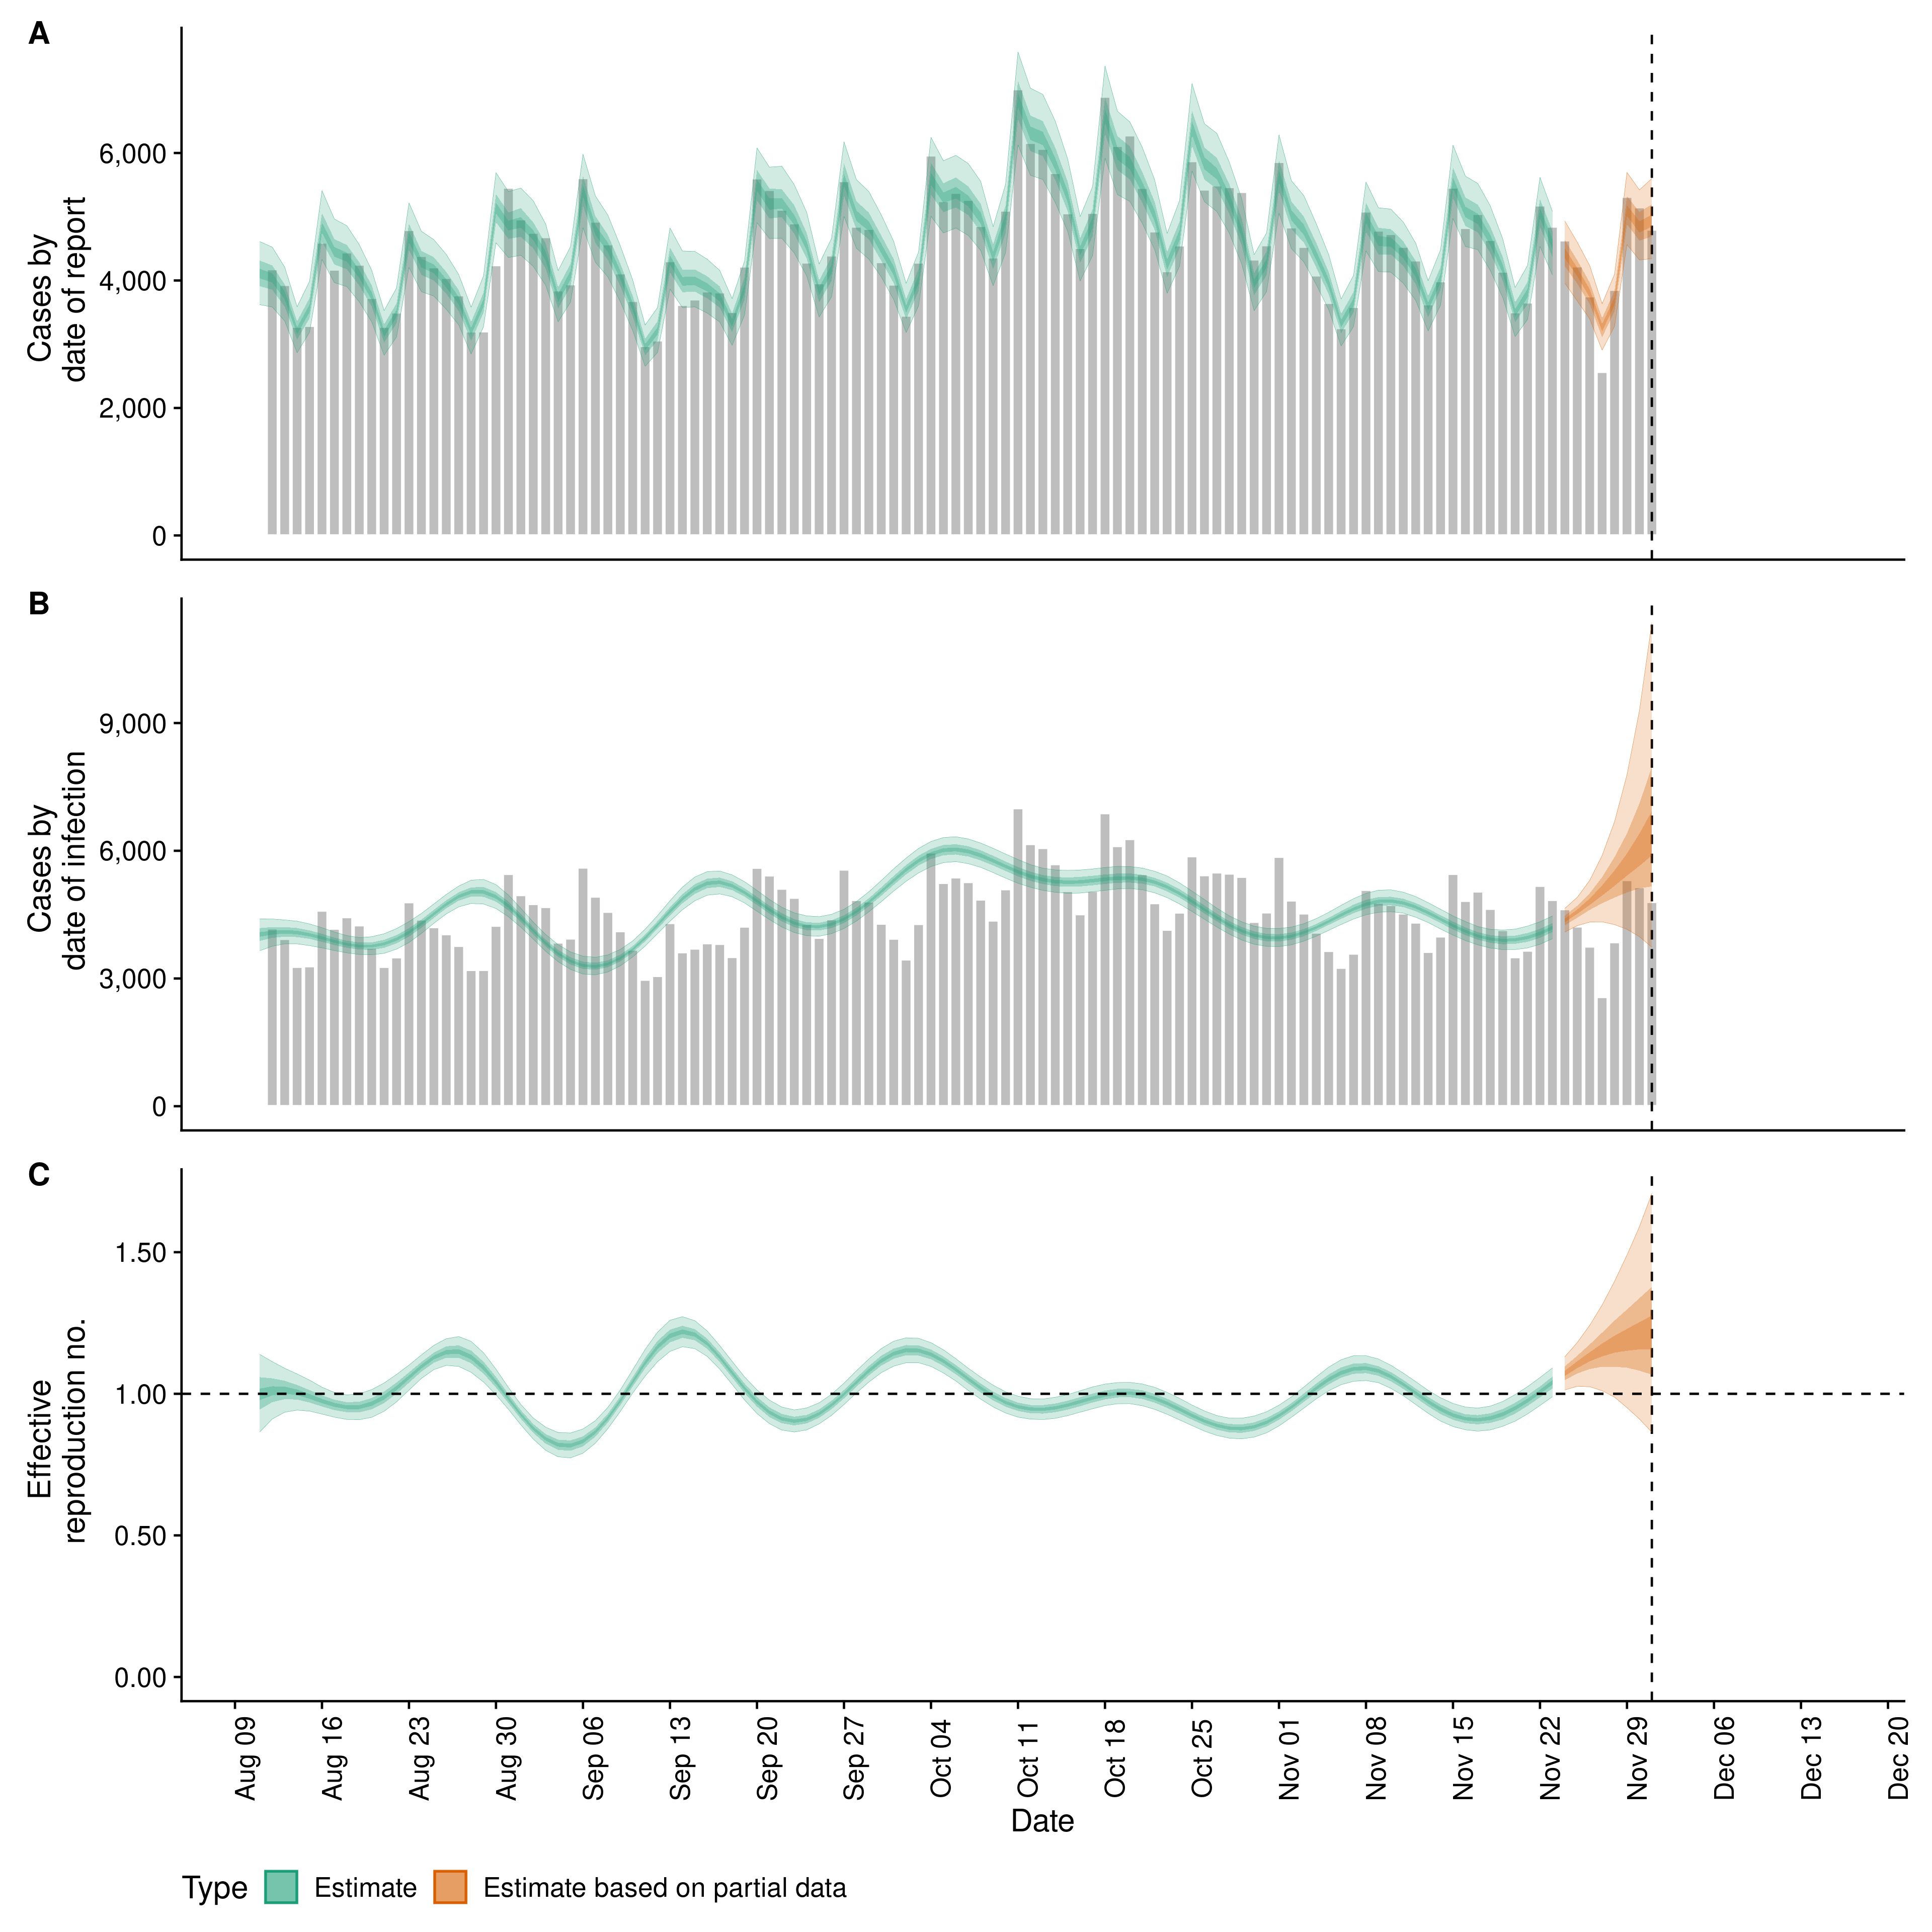 A
Cases by
date of report
6,000
4,000
2,000
0
B
Cases by
date of infection
9,000
6,000
3,000
0
C
Effective
reproduction no.
1.50
1.00
0.50
0.00
Aug 09
Aug 16
Aug 23
Aug 30
Sep 06
Sep 13
Sep 20
Sep 27
Oct 04
Oct 11
Oct 18
Oct 25
Nov 01
Nov 08
Nov 15
Nov 22
Nov 29
Dec 06
Dec 13
Dec 20
Date
Type Estimate Estimate based on partial data